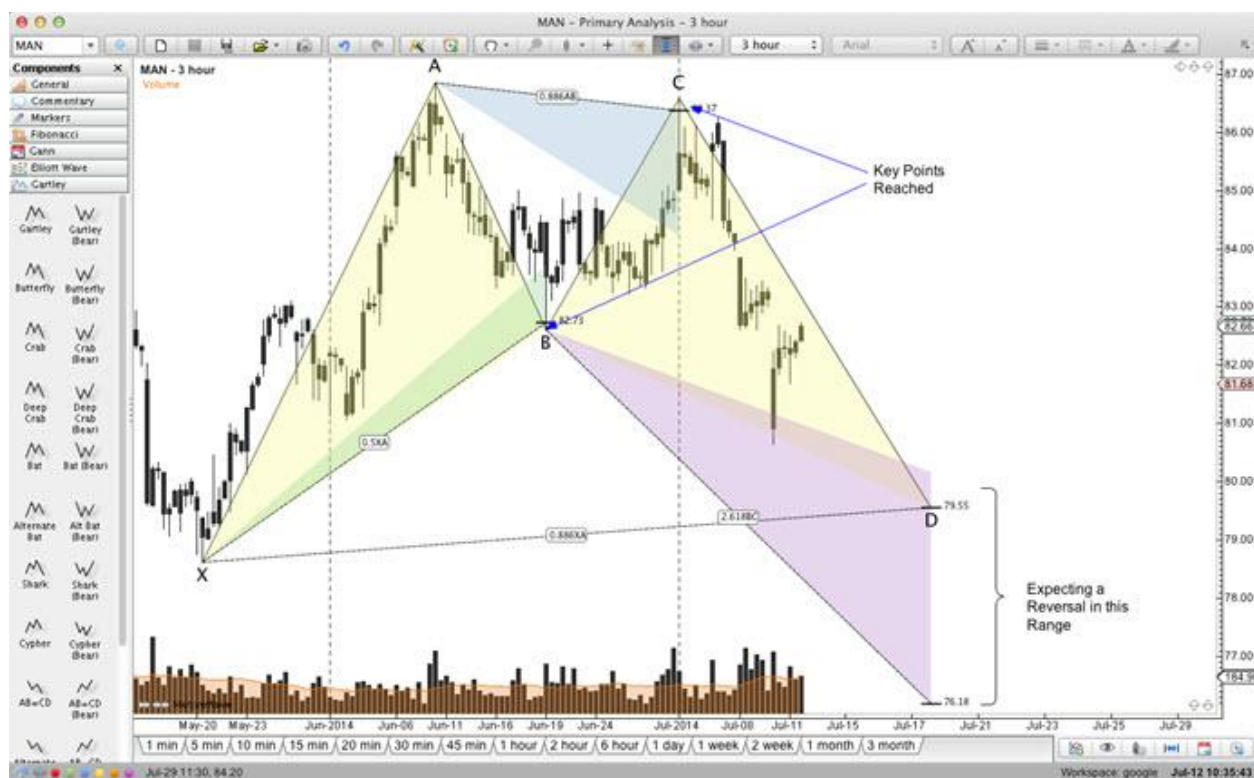 MAN – Primary Analysis – 3 hour
MAN
3 hour
Arial
Components
General
Commentary
Markers
Fibonacci
Gann
Elliott Wave
Gartley
Gartley
Gartley (Bear)
Butterfly
Butterfly (Bear)
Crab
Crab (Bear)
Deep Crab
Deep Crab (Bear)
Bat
Bat (Bear)
Alternate Bat
Alt Bat (Bear)
Shark
Shark (Bear)
Cypher
Cypher (Bear)
AB=CD
AB=CD (Bear)
Alternate
MAN - 3 hour
Volume
A
C
0.886AB
Key Points
Reached
82.73
B
0.5XA
2.618BC
0.886XA
X
79.55
D
Expecting a
Reversal in this
Range
76.18
87.00
86.00
85.00
84.00
83.00
82.66
82.00
81.68
81.00
80.00
79.00
78.00
77.00
May-20 May-23 Jun-2014 Jun-06 Jun-11 Jun-16 Jun-19 Jun-24 Jul-2014 Jul-08 Jul-11 Jul-18 Jul-21 Jul-23 Jul-25 Jul-29
1 min 5 min 10 min 15 min 20 min 30 min 45 min 1 hour 2 hour 6 hour 1 day 1 week 2 week 1 month 3 month
Jul-29 11:30, 84.20
Workspace: google Jul-12 10:35:43